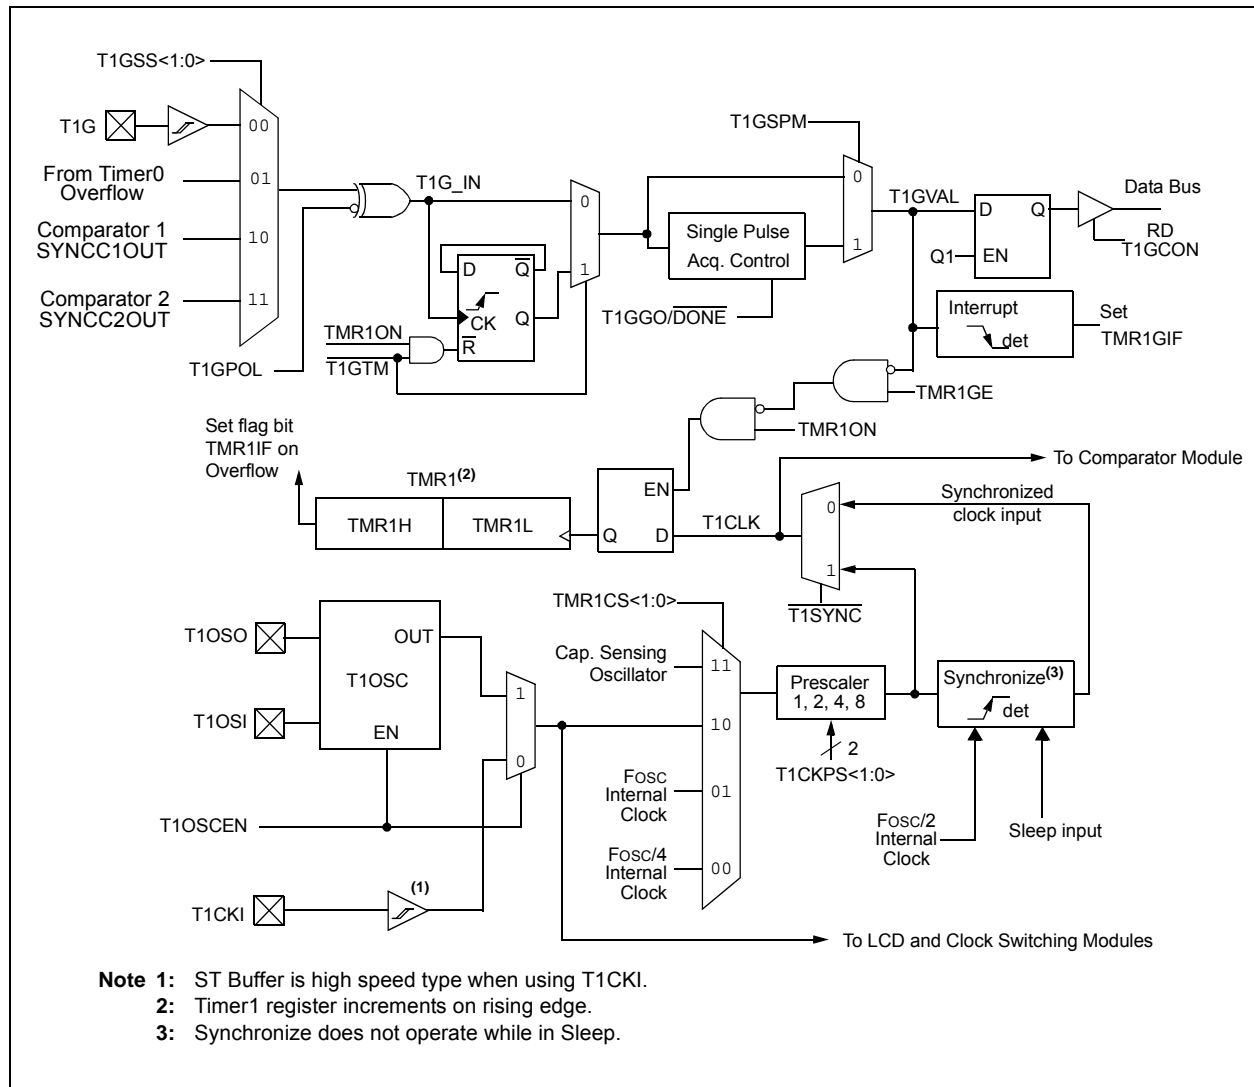 T1GSS<1:0>
T1G
00
From Timer0
Overflow
01
Comparator 1
SYNCC1OUT
10
Comparator 2
SYNCC2OUT
11
T1GPOL
T1G_IN
0
1
D
Q
CK
Q
R
TMR1ON
T1GTM
T1GSPM
0
1
Single Pulse
Acq. Control
T1GGO/DONE
T1GVAL
D
Q
Q1
EN
Data Bus
RD
T1GCON
Interrupt
det
Set
TMR1GIF
TMR1GE
TMR1ON
Set flag bit
TMR1IF on
Overflow
TMR1(2)
TMR1H
TMR1L
EN
Q
D
T1CLK
To Comparator Module
0
1
Synchronized
clock input
T1SYNC
T1OSO
T1OSI
OUT
T1OSC
EN
1
0
T1OSCEN
T1CKI
(1)
TMR1CS<1:0>
Cap. Sensing
Oscillator
11
10
FOSC
Internal
Clock
01
FOSC/4
Internal
Clock
00
Prescaler
1, 2, 4, 8
2
T1CKPS<1:0>
Synchronize(3)
det
FOSC/2
Internal
Clock
Sleep input
To LCD and Clock Switching Modules
Note 1: ST Buffer is high speed type when using T1CKI.
2: Timer1 register increments on rising edge.
3: Synchronize does not operate while in Sleep.